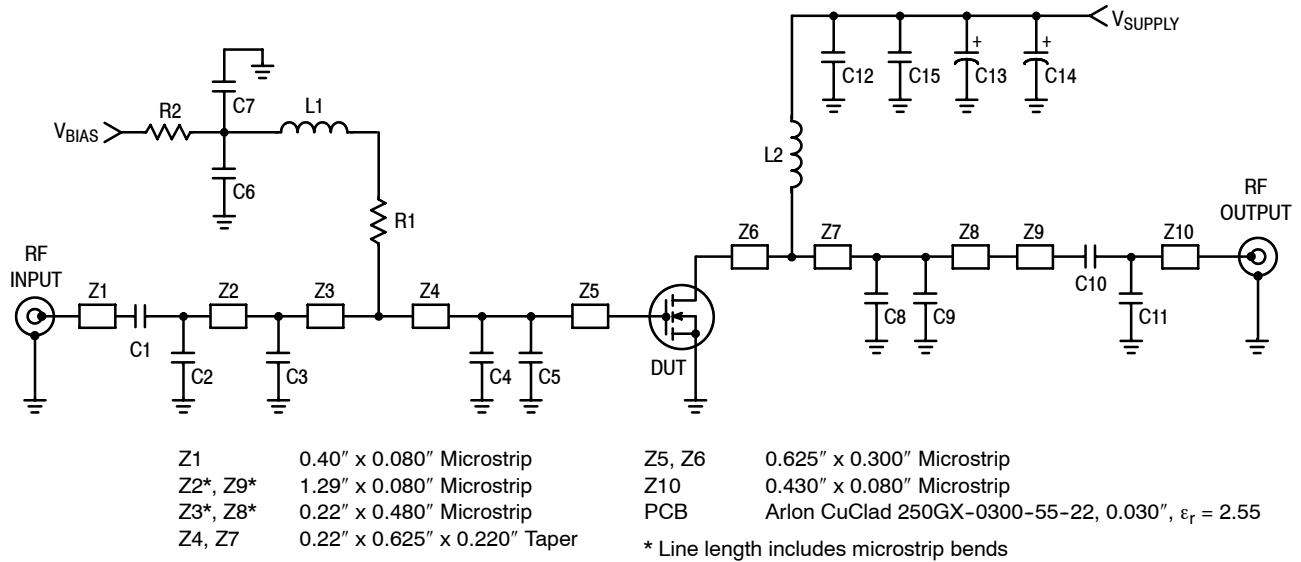 V_SUPPLY
C12
C15
+
C13
+
C14
C7
R2
L1
V_BIAS
C6
R1
L2
RF
OUTPUT
Z6
Z7
Z8
Z9
Z10
C10
C8
C9
C11
RF
INPUT
Z1
Z2
Z3
Z4
Z5
C1
C2
C3
C4
C5
DUT
Z1 0.40″ x 0.080″ Microstrip
Z2*, Z9* 1.29″ x 0.080″ Microstrip
Z3*, Z8* 0.22″ x 0.480″ Microstrip
Z4, Z7 0.22″ x 0.625″ x 0.220″ Taper
Z5, Z6 0.625″ x 0.300″ Microstrip
Z10 0.430″ x 0.080″ Microstrip
PCB Arlon CuClad 250GX-0300-55-22, 0.030″, εr = 2.55
* Line length includes microstrip bends